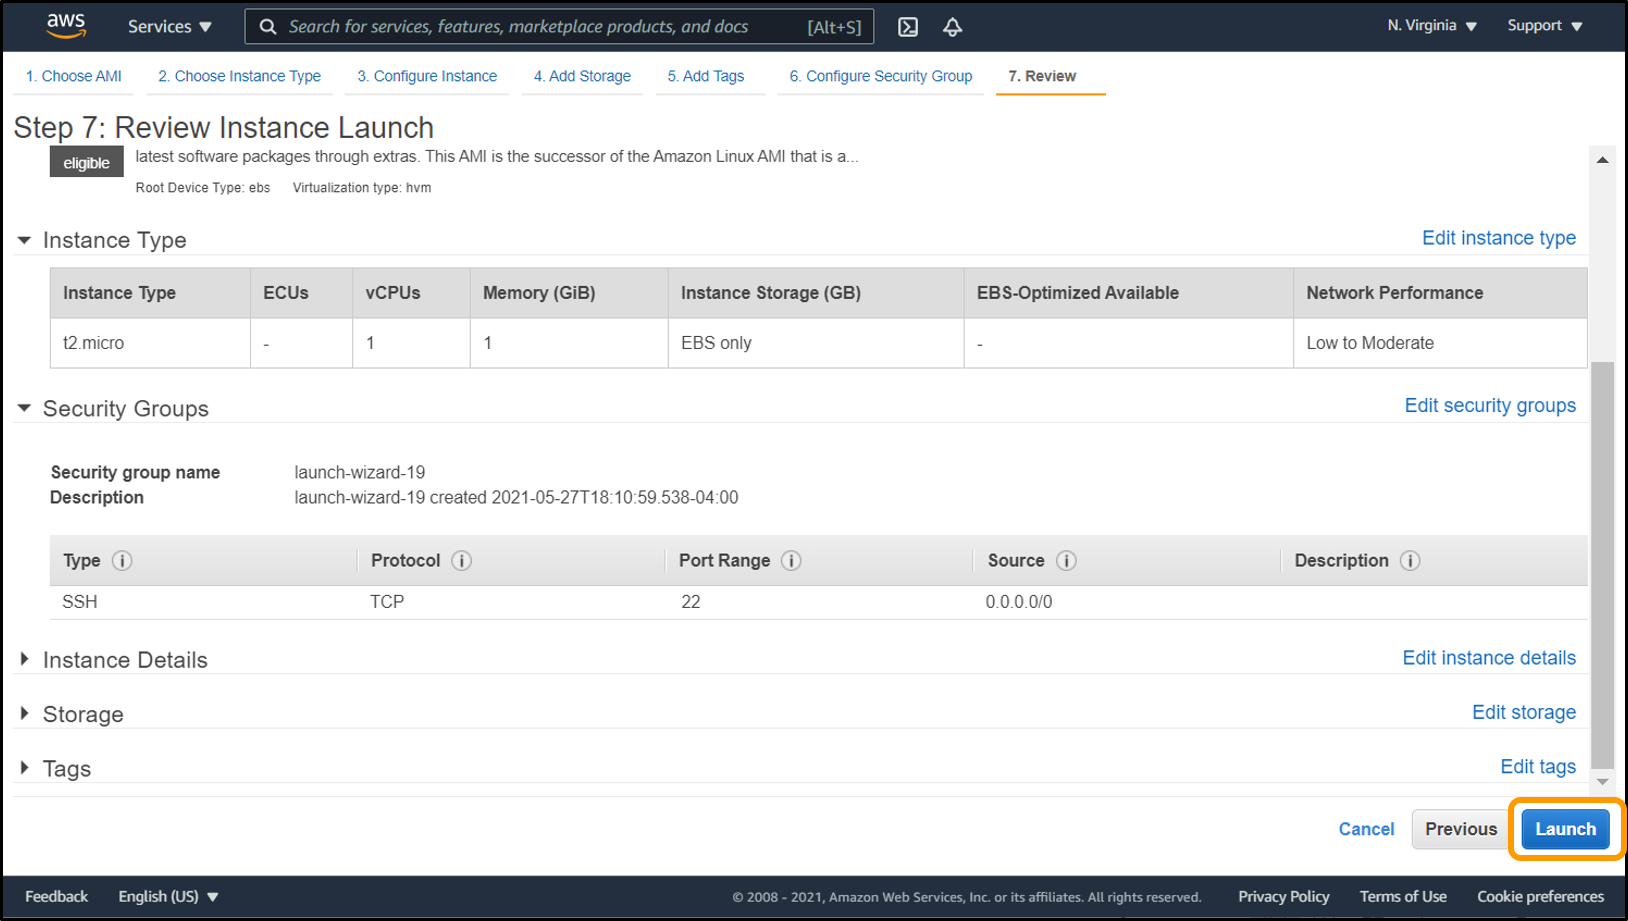 aws Services Search for services, features, marketplace products, and docs [Alt+S] N. Virginia Support
1. Choose AMI 2. Choose Instance Type 3. Configure Instance 4. Add Storage 5. Add Tags 6. Configure Security Group 7. Review
Step 7: Review Instance Launch
eligible latest software packages through extras. This AMI is the successor of the Amazon Linux AMI that is a...
Root Device Type: ebs Virtualization type: hvm
Instance Type Edit instance type
Instance Type ECUs vCPUs Memory (GiB) Instance Storage (GB) EBS-Optimized Available Network Performance
t2.micro - 1 1 EBS only - Low to Moderate
Security Groups Edit security groups
Security group name launch-wizard-19
Description launch-wizard-19 created 2021-05-27T18:10:59.538-04:00
Type i Protocol i Port Range i Source i Description i
SSH TCP 22 0.0.0.0/0
Instance Details Edit instance details
Storage Edit storage
Tags Edit tags
Cancel Previous Launch
Feedback English (US) © 2008 - 2021, Amazon Web Services, Inc. or its affiliates. All rights reserved. Privacy Policy Terms of Use Cookie preferences